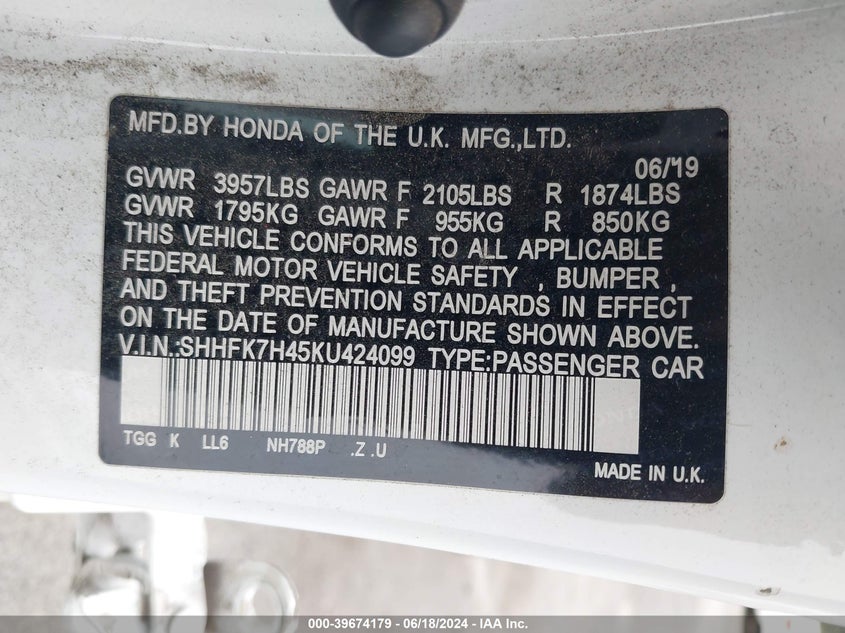 MFD.BY HONDA OF THE U.K. MFG.,LTD.
06/19
GVWR 3957LBS GAWR F 2105LBS R 1874LBS
GVWR 1795KG GAWR F 955KG R 850KG
THIS VEHICLE CONFORMS TO ALL APPLICABLE
FEDERAL MOTOR VEHICLE SAFETY , BUMPER ,
AND THEFT PREVENTION STANDARDS IN EFFECT
ON THE DATE OF MANUFACTURE SHOWN ABOVE.
V.I.N.:SHHFK7H45KU424099 TYPE:PASSENGER CAR
TGG K LL6 NH788P .Z .U
MADE IN U.K.
000-39674179 - 06/18/2024 - IAA Inc.